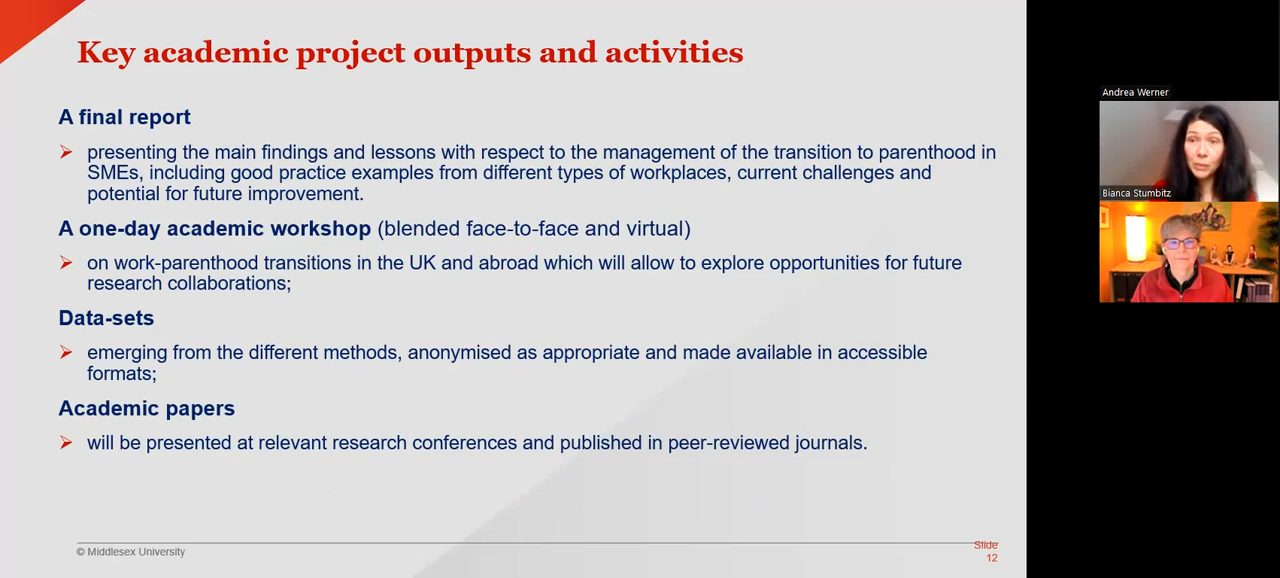 Key academic project outputs and activities
A final report
presenting the main findings and lessons with respect to the management of the transition to parenthood in
SMEs, including good practice examples from different types of workplaces, current challenges and
potential for future improvement.
A one-day academic workshop (blended face-to-face and virtual)
on work-parenthood transitions in the UK and abroad which will allow to explore opportunities for future
research collaborations;
Data-sets
emerging from the different methods, anonymised as appropriate and made available in accessible
formats;
Academic papers
will be presented at relevant research conferences and published in peer-reviewed journals.
© Middlesex University
Slide
12
Andrea Werner
Bianca Stumbitz